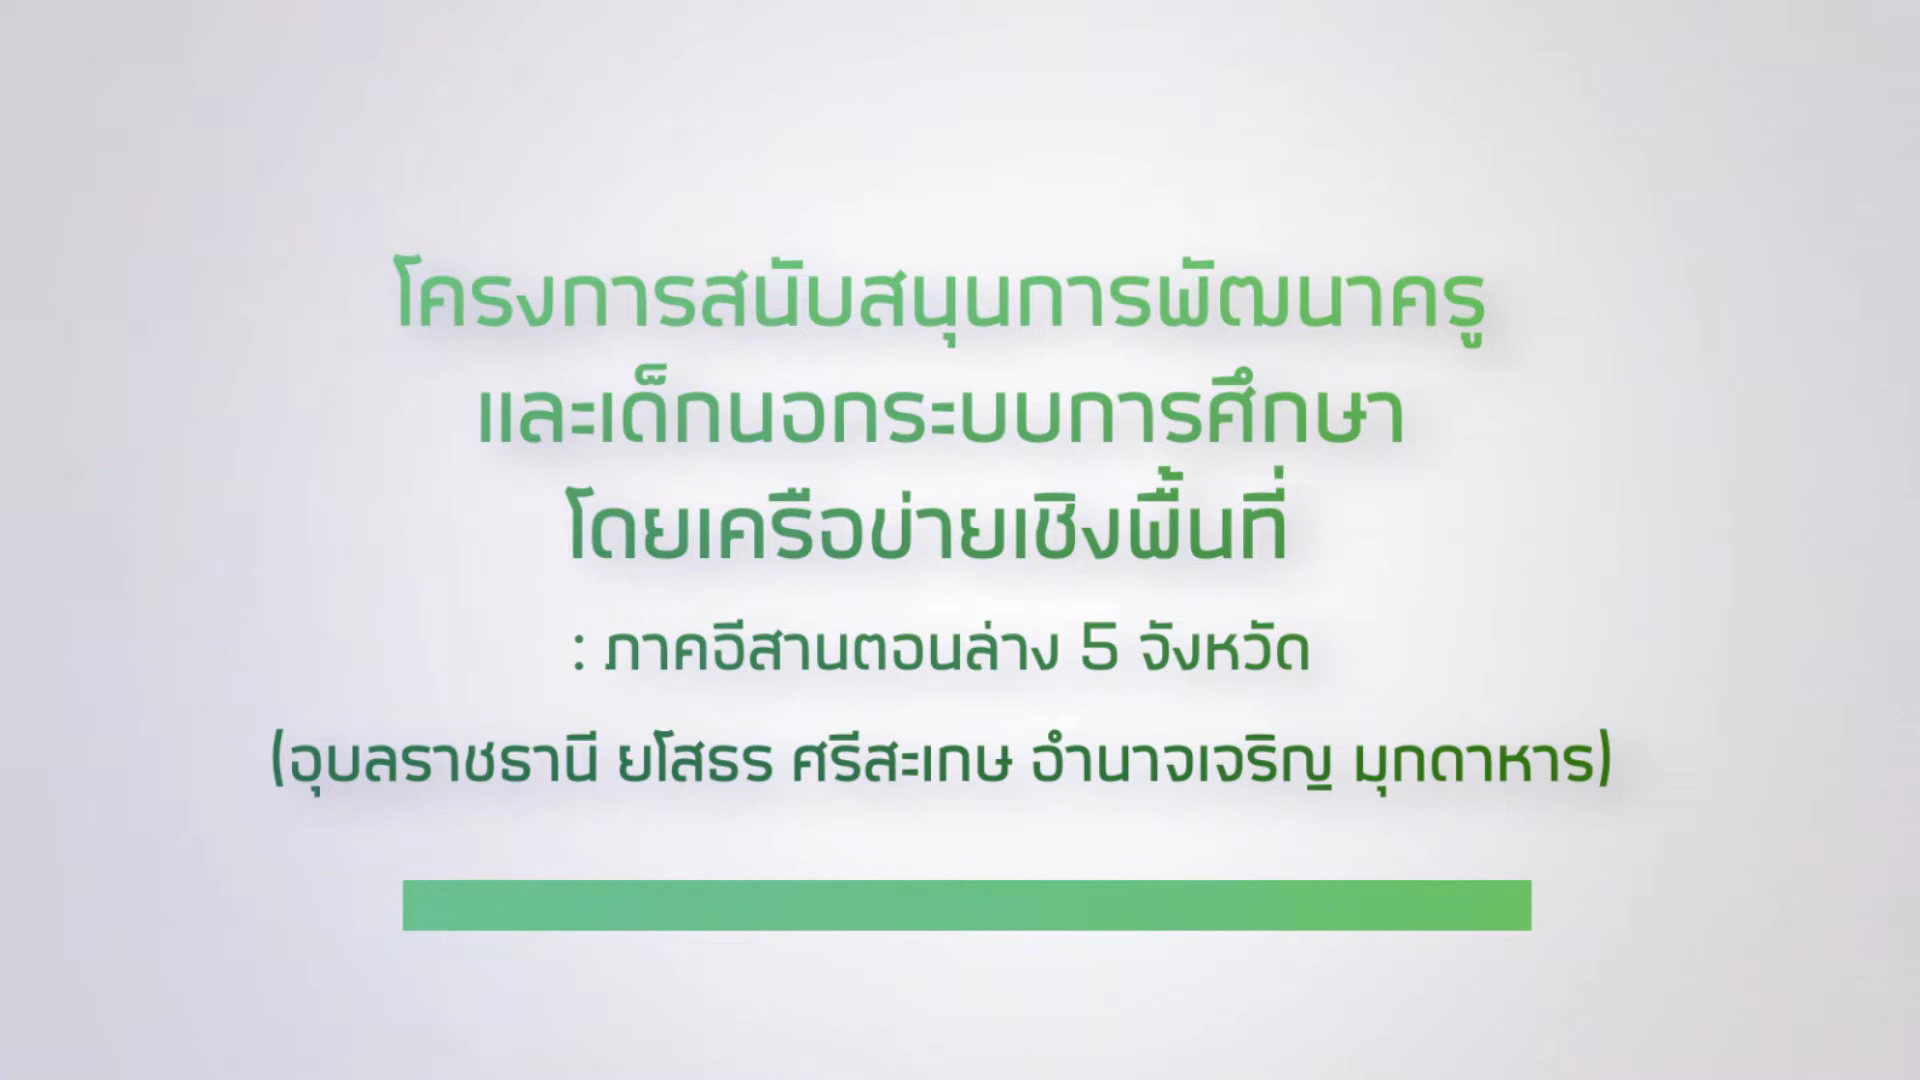 โครงการสนับสนุนการพัฒนาครู
และเด็กนอกระบบการศึกษา
โดยเครือข่ายเชิงพื้นที่
: ภาคอีสานตอนล่าง 5 จังหวัด
(อุบลราชธานี ยโสธร ศรีสะเกษ อำนาจเจริญ มุกดาหาร)